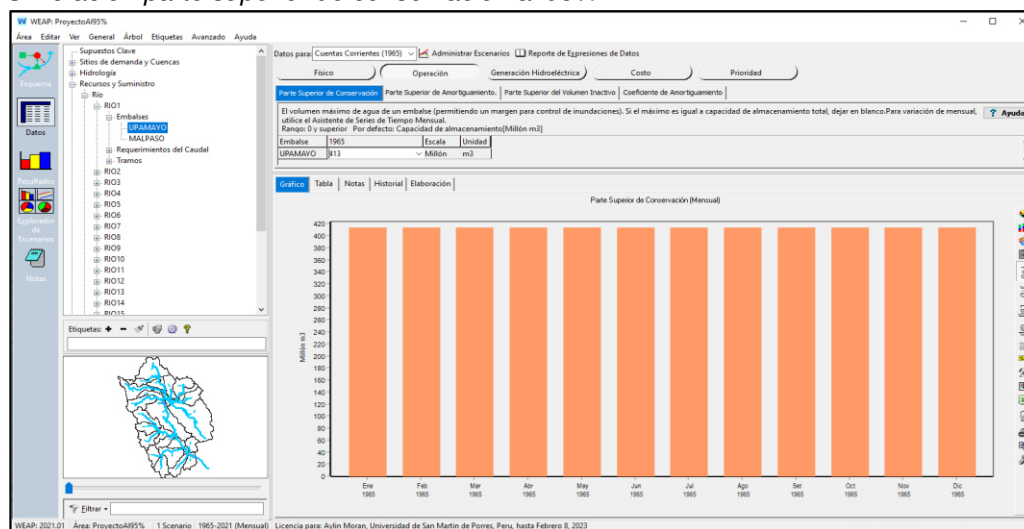 WEAP: ProyectoAI95%
Área Editar Ver General Árbol Etiquetas Avanzado Ayuda
Esquema
Datos
Resultados
Explorador
de
Escenarios
Notes
Supuestos Clave
Sitios de demanda y Cuencas
Hidrología
Recursos y Suministro
Río
RIO1
Embalses
UPAMAYO
MALPASO
Requerimientos del Caudal
Tramos
RIO2
RIO3
RIO4
RIO5
RIO6
RIO7
RIO8
RIO9
RIO10
RIO11
RIO12
RIO13
RIO14
RIO15
Etiquetas:
Filtrar
Datos para: Cuentas Corrientes (1965) Administrar Escenarios Reporte de Expresiones de Datos
Físico Operación Generación Hidroeléctrica Costo Prioridad
Parte Superior de Conservación Parte Superior de Amortiguamiento. Parte Superior del Volumen Inactivo Coeficiente de Amortiguamiento
El volumen máximo de agua de un embalse (permitiendo un margen para control de inundaciones). Si el máximo es igual a capacidad de almacenamiento total, dejar en blanco.Para variación de mensual,
utilice el Asistente de Series de Tiempo Mensual.
Rango: 0 y superior Por defecto: Capacidad de almacenamiento[Millón m3]
? Ayuda
Embalse 1965 Escala Unidad
UPAMAYO 413 Millón m3
Gráfico Tabla Notas Historial Elaboración
Parte Superior de Conservación (Mensual)
Millón m3
420
400
380
360
340
320
300
280
260
240
220
200
180
160
140
120
100
80
60
40
20
0
Ene Feb Mar Abr May Jun Jul Ago Set Oct Nov Dic
1965 1965 1965 1965 1965 1965 1965 1965 1965 1965 1965 1965
WEAP: 2021.01 Área: ProyectoAI95% 1 Scenario 1965-2021 (Mensual) Licencia para: Aylin Moran, Universidad de San Martin de Porres, Peru, hasta Febrero 8, 2023